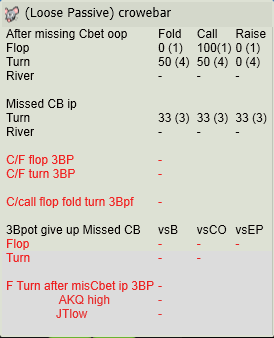 (Loose Passive) crowebar
After missing Cbet oop Fold Call Raise
Flop 0 (1) 100(1) 0 (1)
Turn 50 (4) 50 (4) 0 (4)
River - - -
Missed CB ip
Turn 33 (3) 33 (3) 33 (3)
River - - -
C/F flop 3BP -
C/F turn 3BP -
C/call flop fold turn 3Bpf -
3Bpot give up Missed CB vsB vsCO vsEP
Flop - - -
Turn - - -
F Turn after misCbet ip 3BP -
AKQ high -
JTlow -